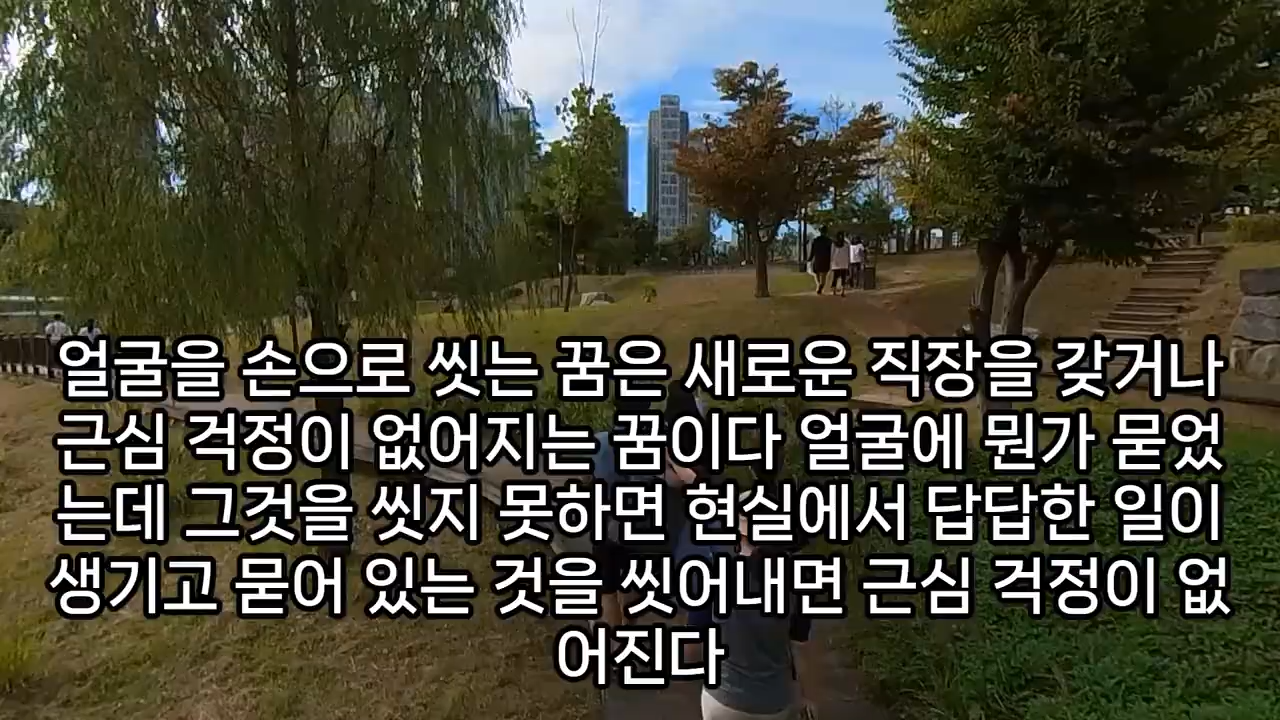 얼굴을 손으로 씻는 꿈은 새로운 직장을 갖거나
근심 걱정이 없어지는 꿈이다 얼굴에 뭔가 묻었
는데 그것을 씻지 못하면 현실에서 답답한 일이
생기고 묻어 있는 것을 씻어내면 근심 걱정이 없
어진다